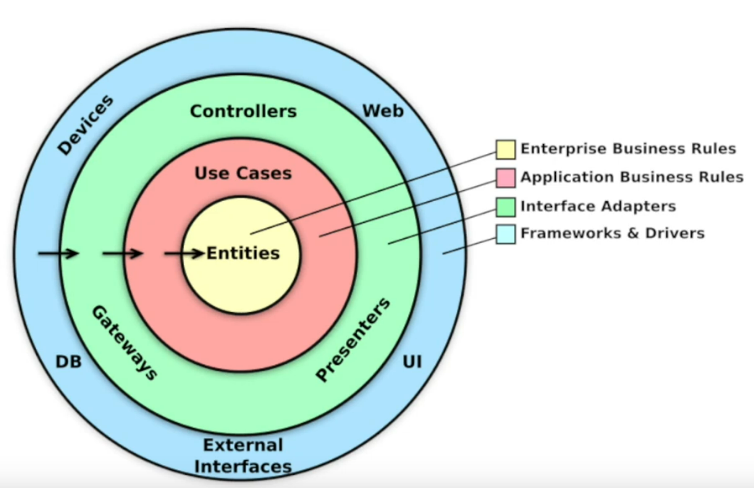 Devices
Controllers
Web
Use Cases
Entities
Gateways
Presenters
DB
UI
External
Interfaces
Enterprise Business Rules
Application Business Rules
Interface Adapters
Frameworks & Drivers